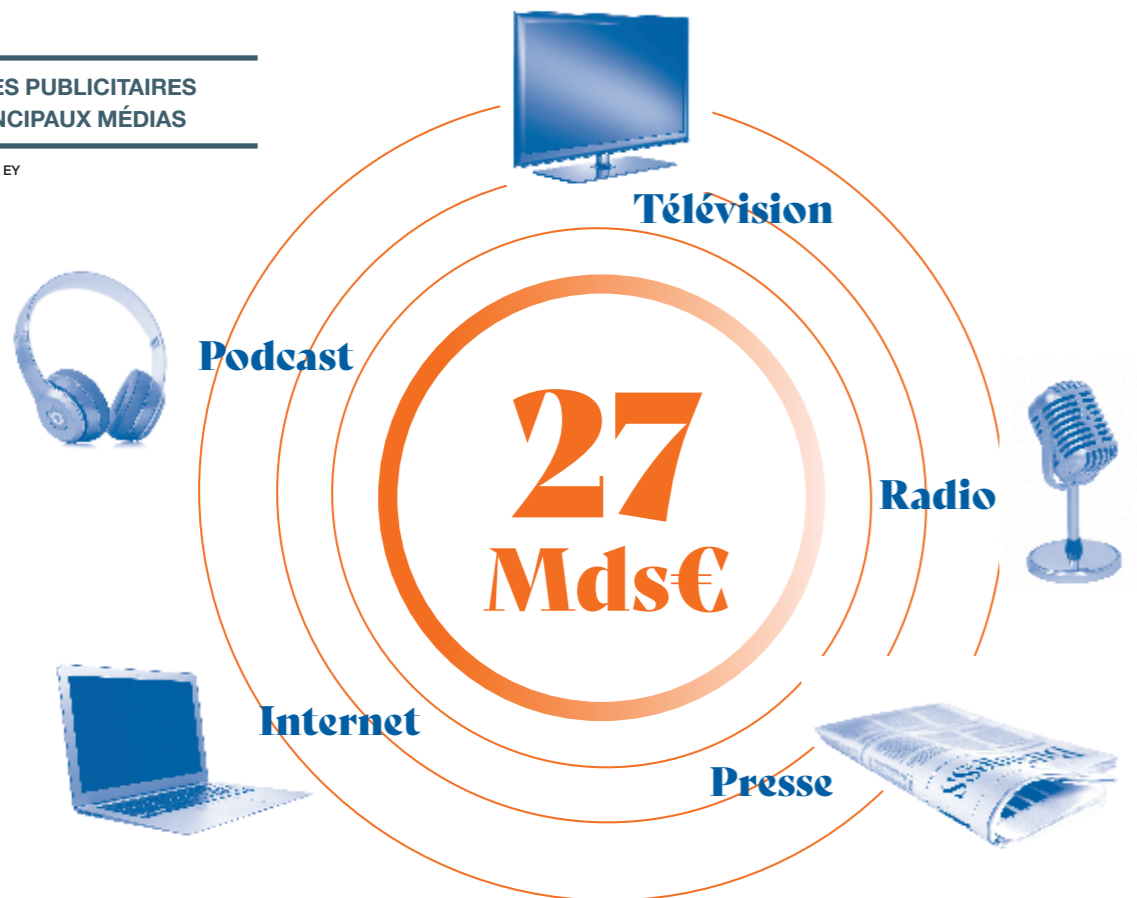 ES PUBLICITAIRES
NCIPAUX MÉDIAS
EY
Télévision
Podcast
27
Mds€
Radio
Internet
Presse